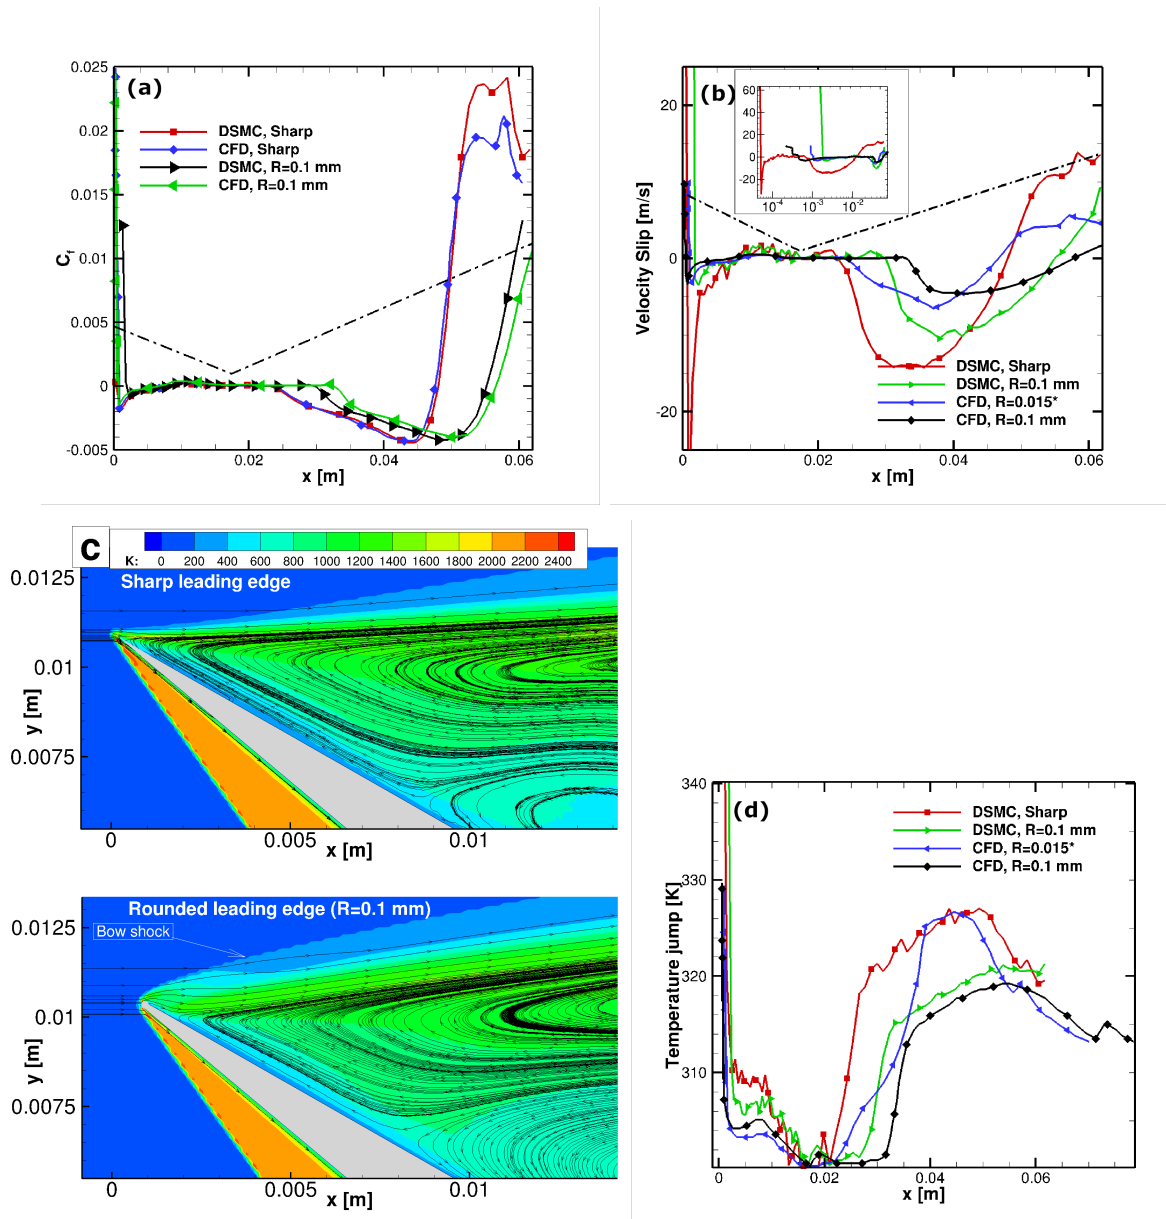 (a)
0.025
0.02
0.015
0.01
0.005
0
-0.005
C_f
DSMC, Sharp
CFD, Sharp
DSMC, R=0.1 mm
CFD, R=0.1 mm
0 0.02 0.04 0.06
x [m]
(b)
20
0
-20
Velocity Slip [m/s]
60
40
20
0
-20
10^-4 10^-3 10^-2
DSMC, Sharp
DSMC, R=0.1 mm
CFD, R=0.015*
CFD, R=0.1 mm
0 0.02 0.04 0.06
x [m]
C
K: 0 200 400 600 800 1000 1200 1400 1600 1800 2000 2200 2400
Sharp leading edge
0.0125
0.01
0.0075
y [m]
0 0.005 0.01
x [m]
Rounded leading edge (R=0.1 mm)
Bow shock
0.0125
0.01
0.0075
y [m]
0 0.005 0.01
x [m]
(d)
340
330
320
310
Temperature jump [K]
DSMC, Sharp
DSMC, R=0.1 mm
CFD, R=0.015*
CFD, R=0.1 mm
0 0.02 0.04 0.06
x [m]